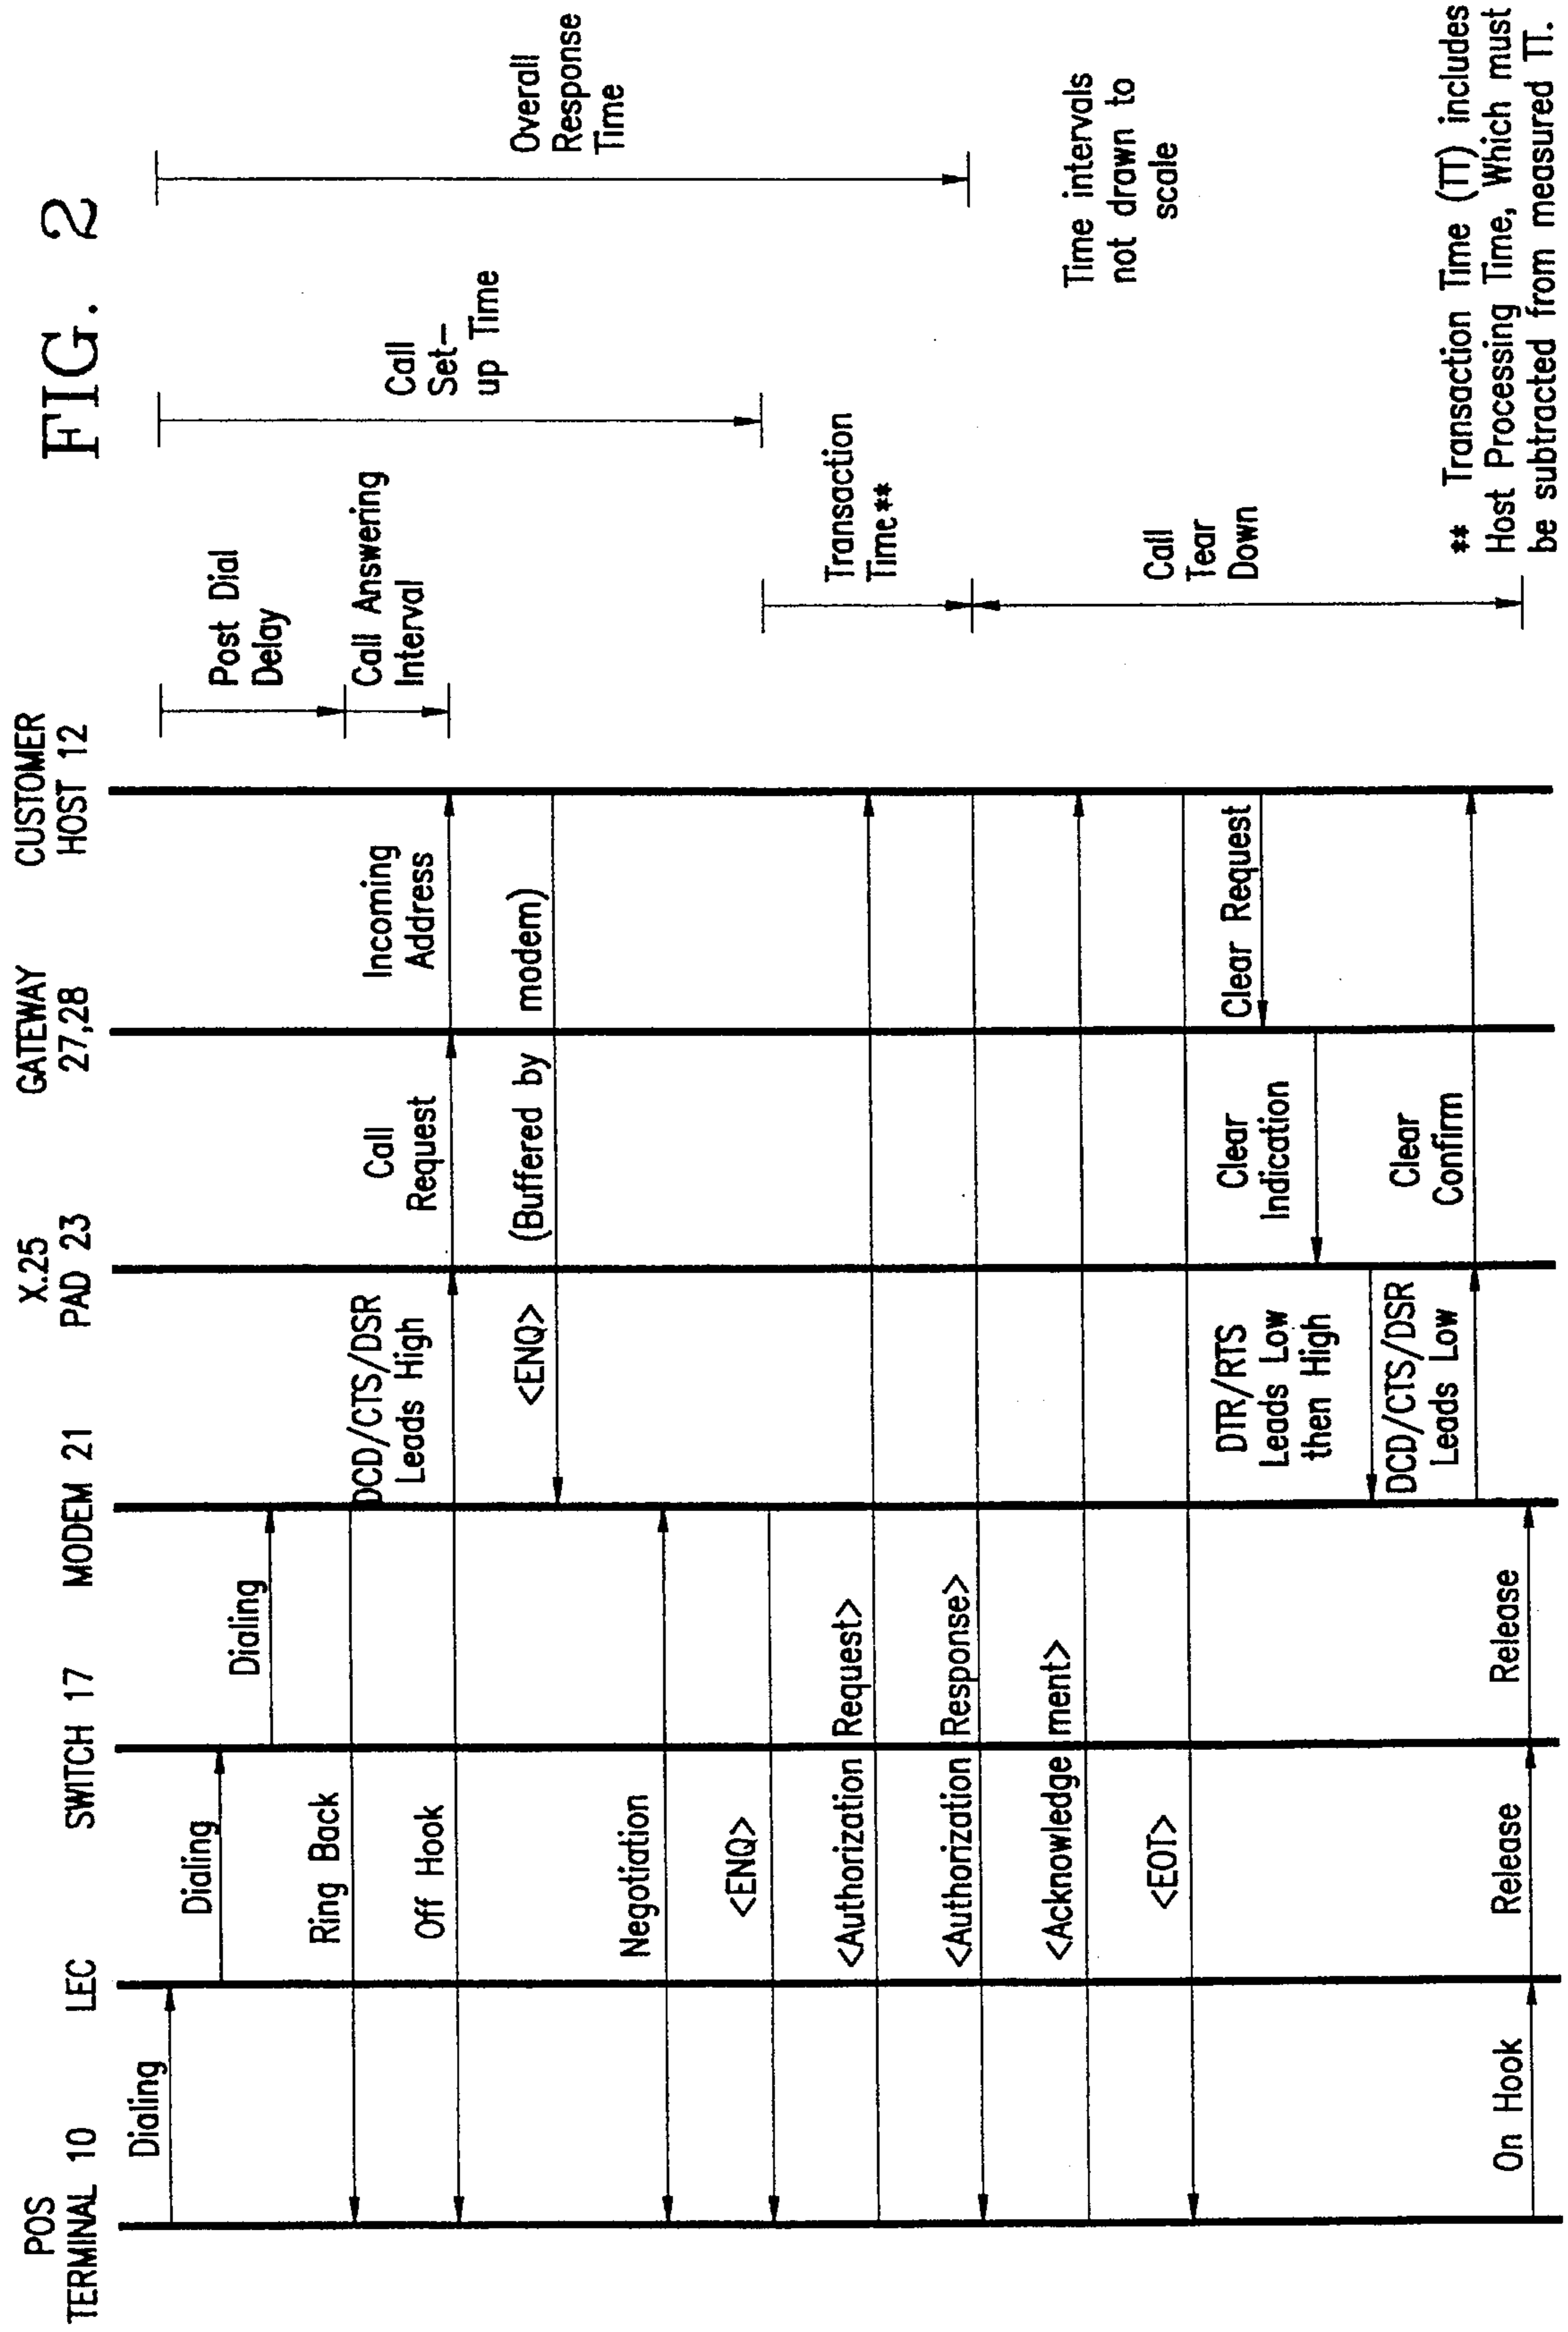 FIG. 2
POS
TERMINAL 10
LEC
SWITCH 17
MODEM 21
X.25
PAD 23
GATEWAY
27,28
CUSTOMER
HOST 12
Dialing
Dialing
Dialing
Ring Back
Off Hook
DCD/CTS/DSR
Leads High
Call
Request
Incoming
Address
<ENQ>
(Buffered by modem)
Negotiation
<ENQ>
<Authorization Request>
<Authorization Response>
<Acknowledgement>
<EOT>
Clear Request
Clear
Indication
DTR/RTS
Leads Low
then High
DCD/CTS/DSR
Leads Low
Clear
Confirm
On Hook
Release
Release
Post Dial
Delay
Call Answering
Interval
Call
Set-
up Time
Overall
Response
Time
Transaction
Time**
Call
Tear
Down
Time intervals
not drawn to
scale
** Transaction Time (TT) includes
Host Processing Time, Which must
be subtracted from measured TT.